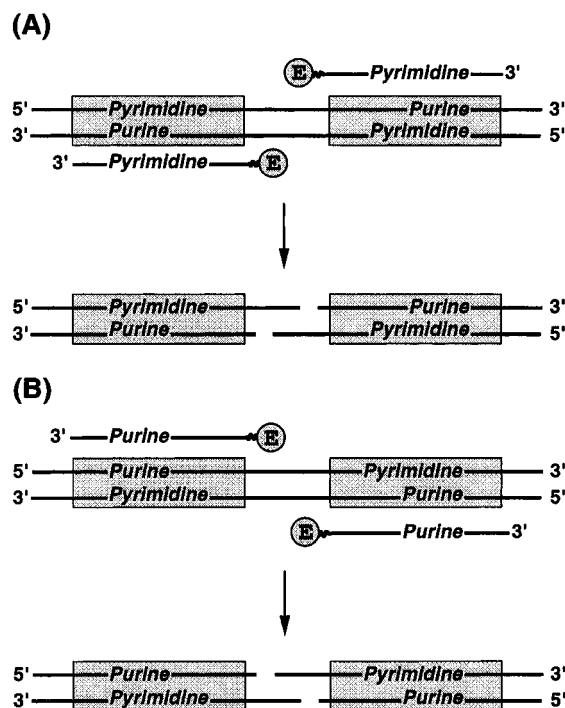 (A)
E Pyrimidine 3'
5' Pyrimidine Purine 3'
3' Purine Pyrimidine 5'
3' Pyrimidine E
5' Pyrimidine Purine 3'
3' Purine Pyrimidine 5'
(B)
3' Purine E
5' Purine Pyrimidine 3'
3' Pyrimidine Purine 5'
E Purine 3'
5' Purine Pyrimidine 3'
3' Pyrimidine Purine 5'